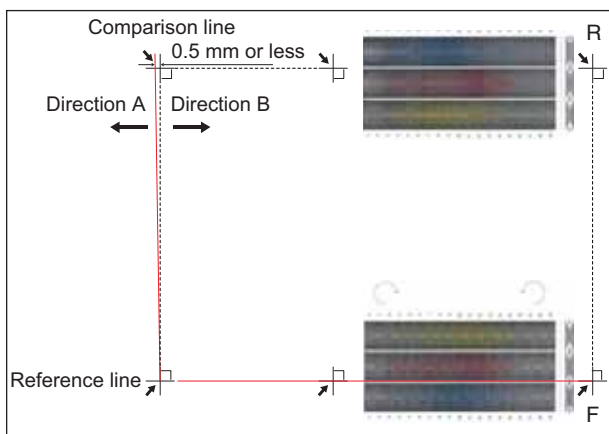 Comparison line
R
0.5 mm or less
Direction A
Direction B
Reference line
F